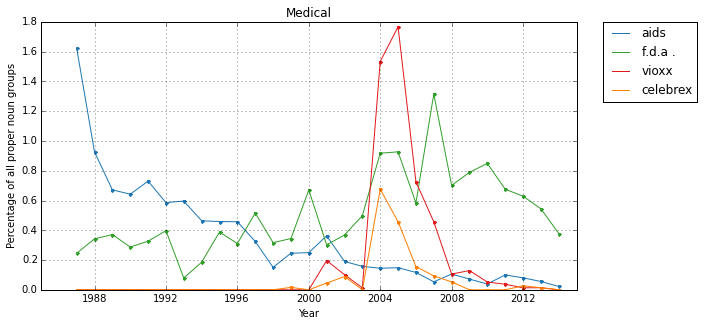 Medical
1.8
1.6
1.4
1.2
1.0
0.8
0.6
0.4
0.2
0.0
Percentage of all proper noun groups
1988 1992 1996 2000 2004 2008 2012
Year
aids
f.d.a .
vioxx
celebrex